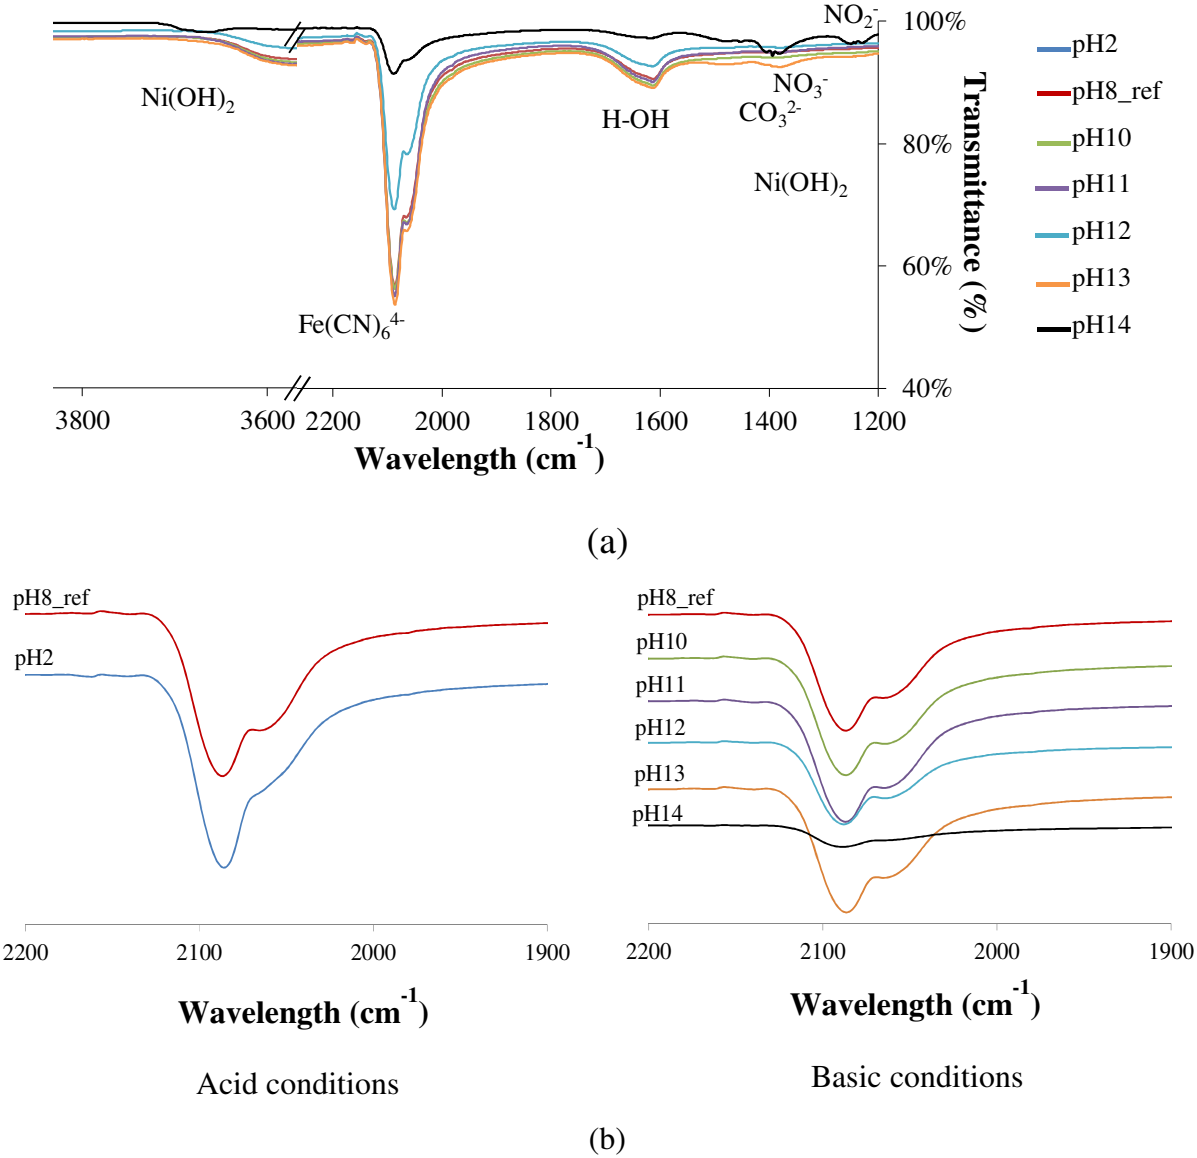 NO₂⁻
100%
pH2
pH8_ref
Ni(OH)₂
NO₃⁻
CO₃²⁻
H-OH
pH10
80%
Ni(OH)₂
pH11
pH12
Transmittance (%)
60%
pH13
Fe(CN)₆⁴⁻
pH14
40%
3800 3600 2200 2000 1800 1600 1400 1200
Wavelength (cm⁻¹)
(a)
pH8_ref
pH2
2200 2100 2000 1900
Wavelength (cm⁻¹)
Acid conditions
pH8_ref
pH10
pH11
pH12
pH13
pH14
2200 2100 2000 1900
Wavelength (cm⁻¹)
Basic conditions
(b)